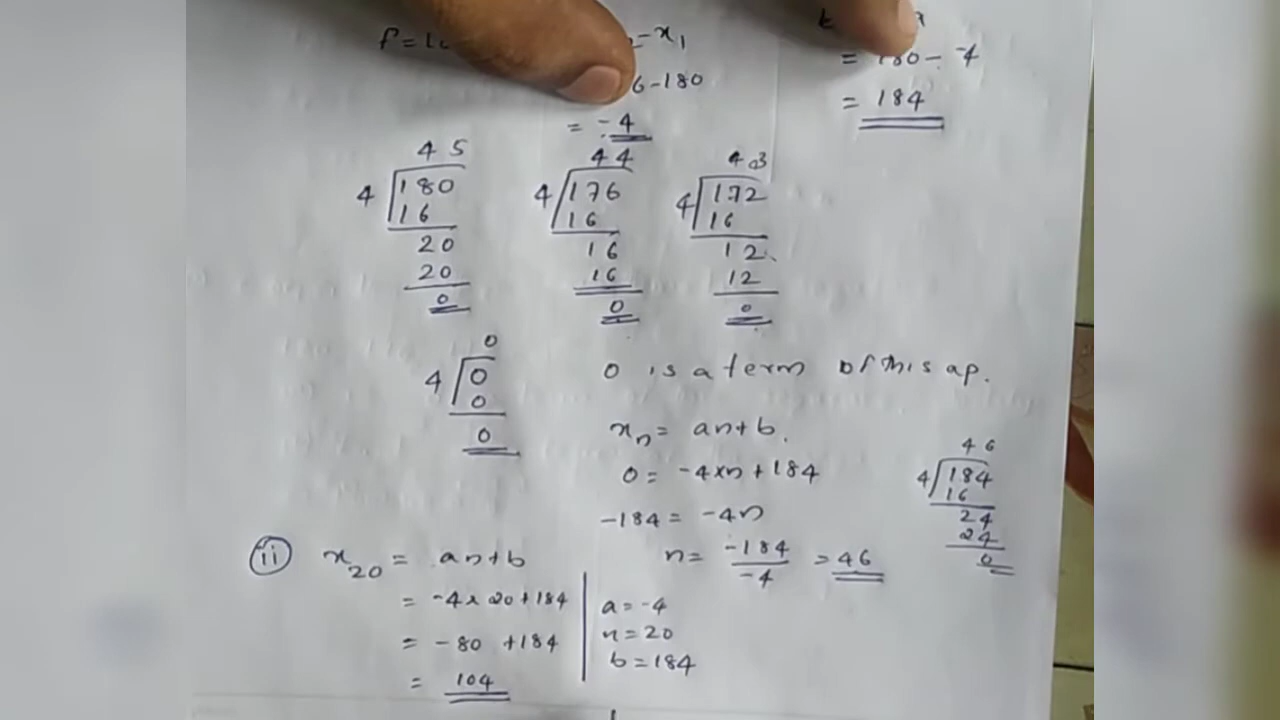 f = 
- x₁
6 - 180
= -4
= 180 - -4
= 184
45
4 180
16
20
20
0
44
4 176
16
16
16
0
43
4 172
16
12
12
0
0
4 0
0
0
0 is a term of this ap.
xₙ = an+b.
0 = -4×n + 184
-184 = -4n
n = -184/-4 = 46
46
4 184
16
24
24
0
ii x₂₀ = an+b
= -4 × 20 + 184
= -80 + 184
= 104
a = -4
n = 20
b = 184